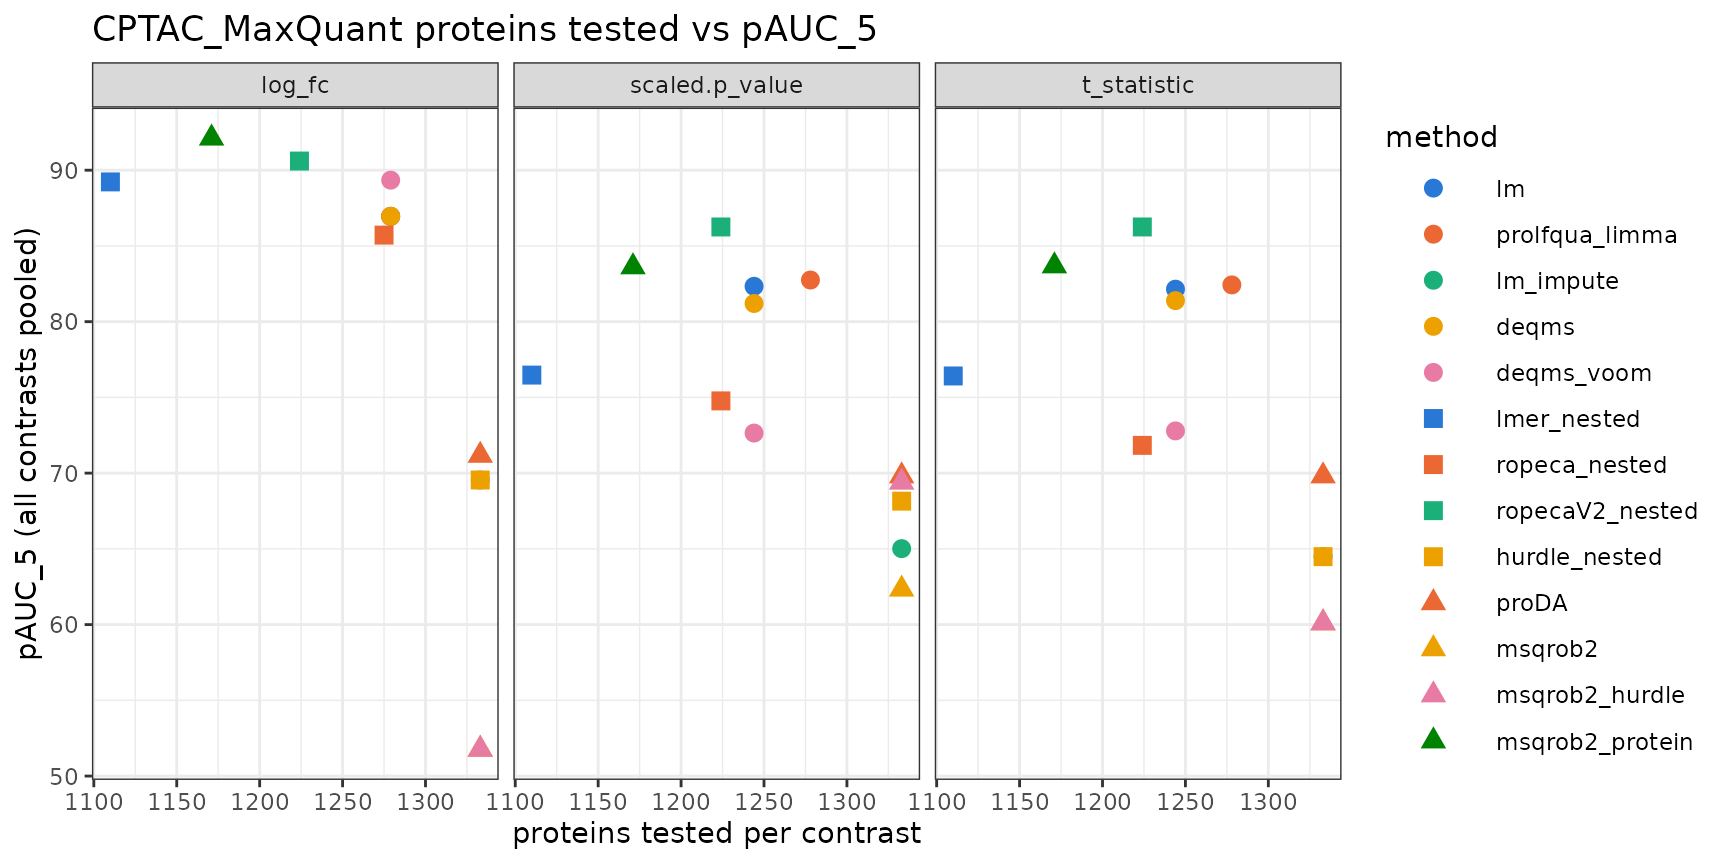 CPTAC_MaxQuant proteins tested vs pAUC_5
log_fc
scaled.p_value
t_statistic
pAUC_5 (all contrasts pooled)
90
80
70
60
50
1100 1150 1200 1250 1300
1100 1150 1200 1250 1300
1100 1150 1200 1250 1300
proteins tested per contrast
method
lm
prolfqua_limma
lm_impute
deqms
deqms_voom
lmer_nested
ropeca_nested
ropecaV2_nested
hurdle_nested
proDA
msqrob2
msqrob2_hurdle
msqrob2_protein